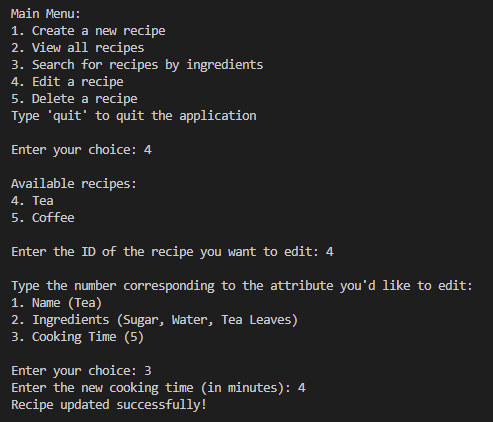 Main Menu:
1. Create a new recipe
2. View all recipes
3. Search for recipes by ingredients
4. Edit a recipe
5. Delete a recipe
Type 'quit' to quit the application
Enter your choice: 4
Available recipes:
4. Tea
5. Coffee
Enter the ID of the recipe you want to edit: 4
Type the number corresponding to the attribute you'd like to edit:
1. Name (Tea)
2. Ingredients (Sugar, Water, Tea Leaves)
3. Cooking Time (5)
Enter your choice: 3
Enter the new cooking time (in minutes): 4
Recipe updated successfully!